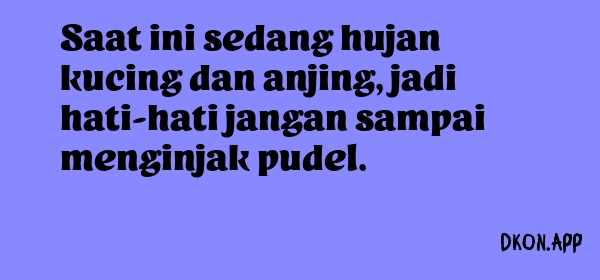 Saat ini sedang hujan
kucing dan anjing, jadi
hati-hati jangan sampai
menginjak pudel.
DKON.APP